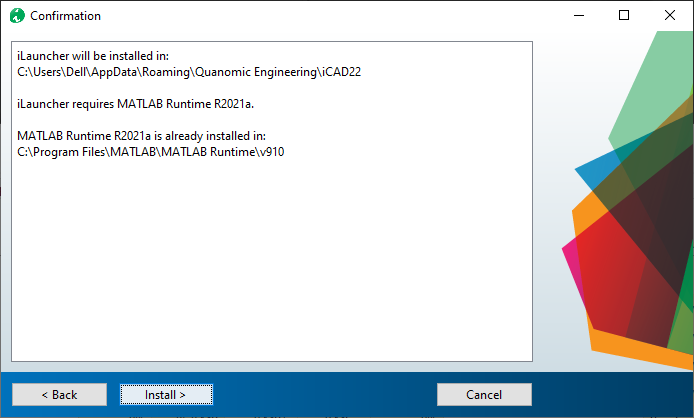 Confirmation
iLauncher will be installed in:
C:\Users\Dell\AppData\Roaming\Quanomic Engineering\iCAD22
iLauncher requires MATLAB Runtime R2021a.
MATLAB Runtime R2021a is already installed in:
C:\Program Files\MATLAB\MATLAB Runtime\v910
< Back
Install >
Cancel